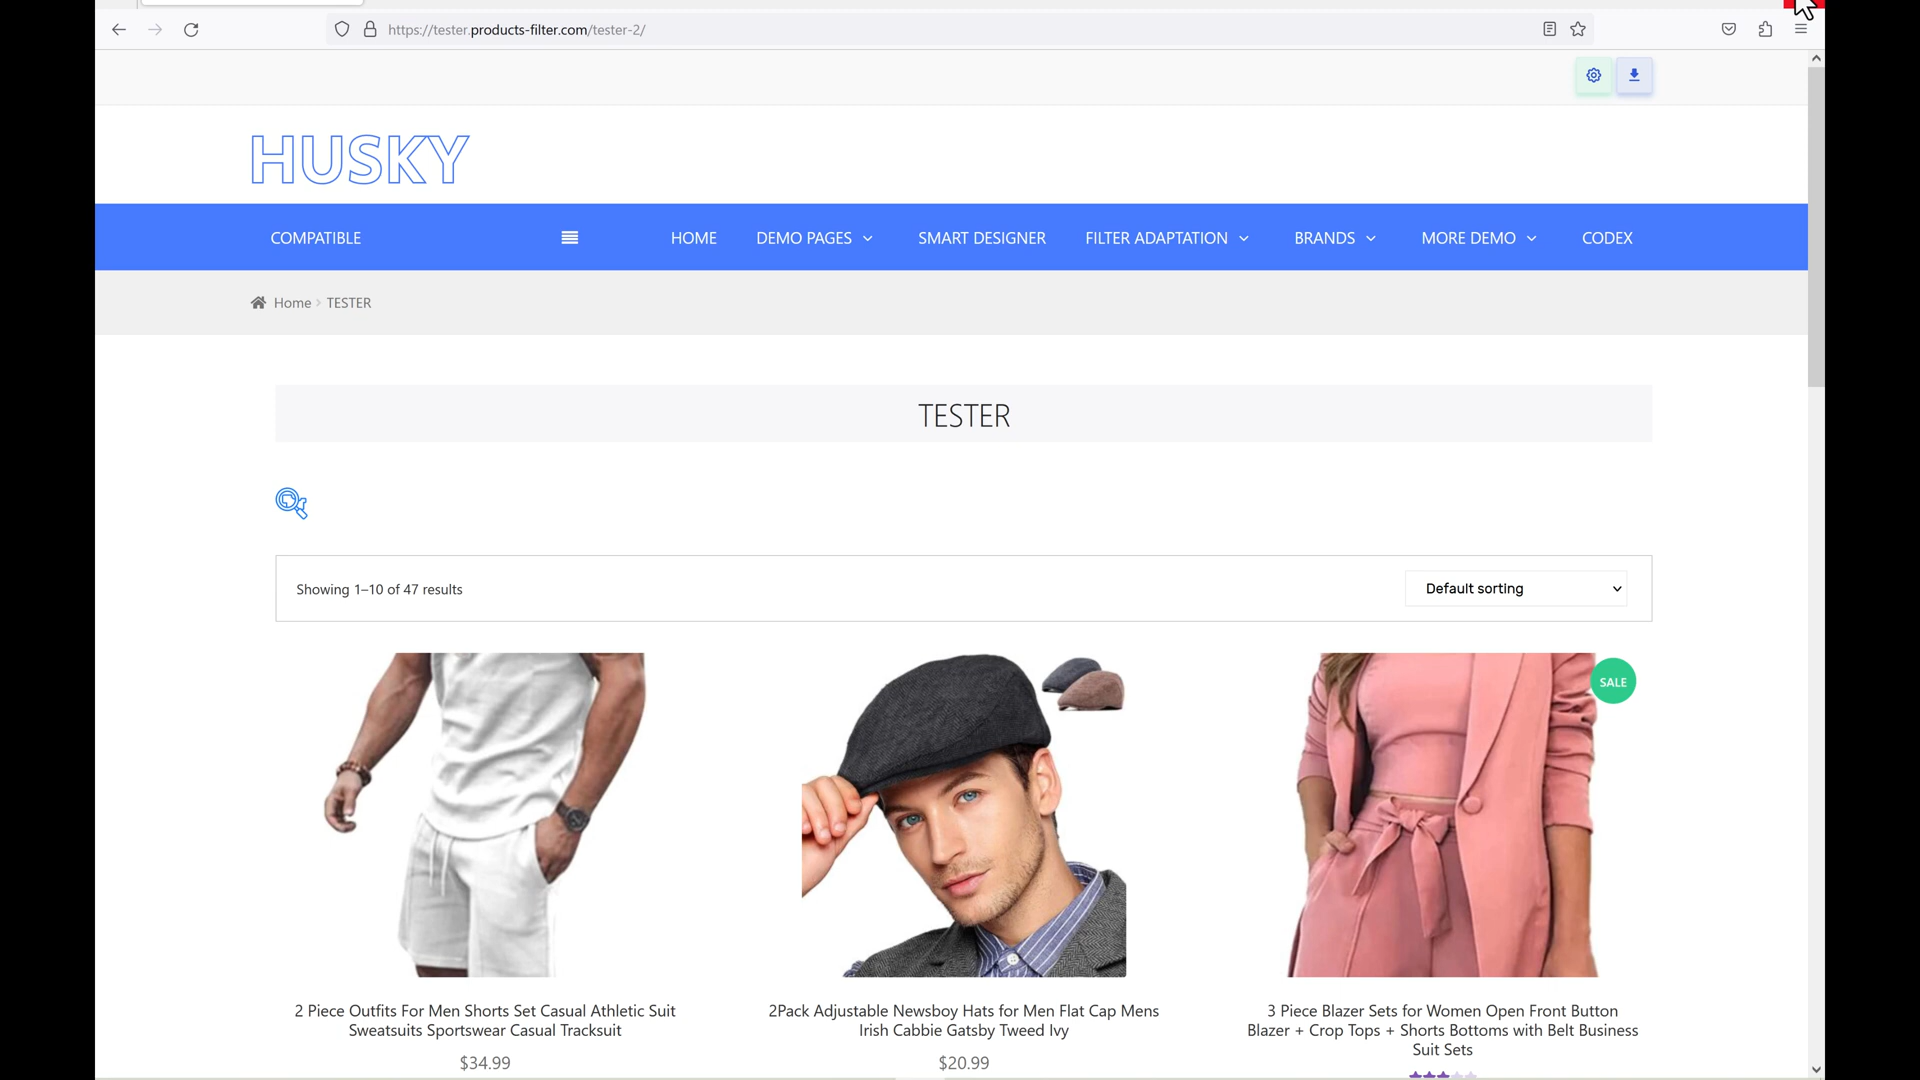 https://tester.products-filter.com/tester-2/
HUSKY
COMPATIBLE
HOME
DEMO PAGES
SMART DESIGNER
FILTER ADAPTATION
BRANDS
MORE DEMO
CODEX
Home
TESTER
TESTER
Showing 1–10 of 47 results
Default sorting
SALE
2 Piece Outfits For Men Shorts Set Casual Athletic Suit
Sweatsuits Sportswear Casual Tracksuit
$34.99
2Pack Adjustable Newsboy Hats for Men Flat Cap Mens
Irish Cabbie Gatsby Tweed Ivy
$20.99
3 Piece Blazer Sets for Women Open Front Button
Blazer + Crop Tops + Shorts Bottoms with Belt Business
Suit Sets